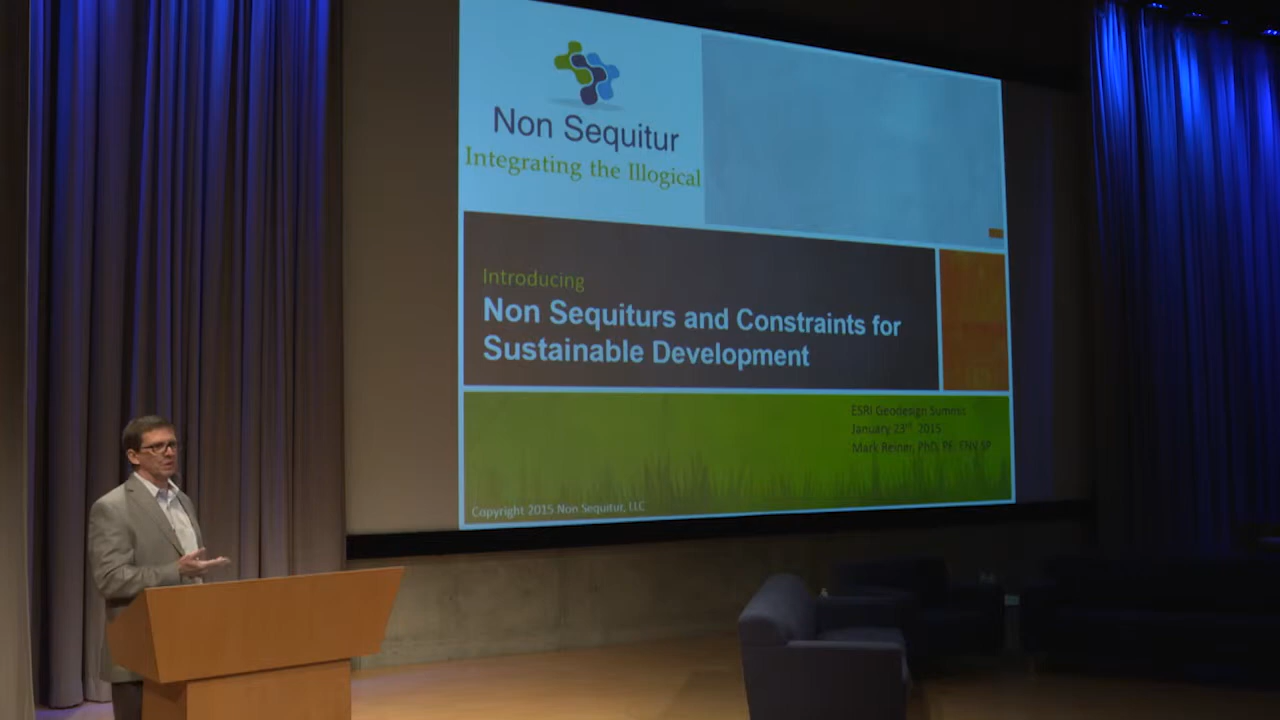 Non Sequitur
Integrating the Illogical
Introducing
Non Sequiturs and Constraints for
Sustainable Development
ESRI Geodesign Summit
January 23rd 2015
Mark Reiner, PhD, PE, ENV SP
Copyright 2015 Non Sequitur, LLC